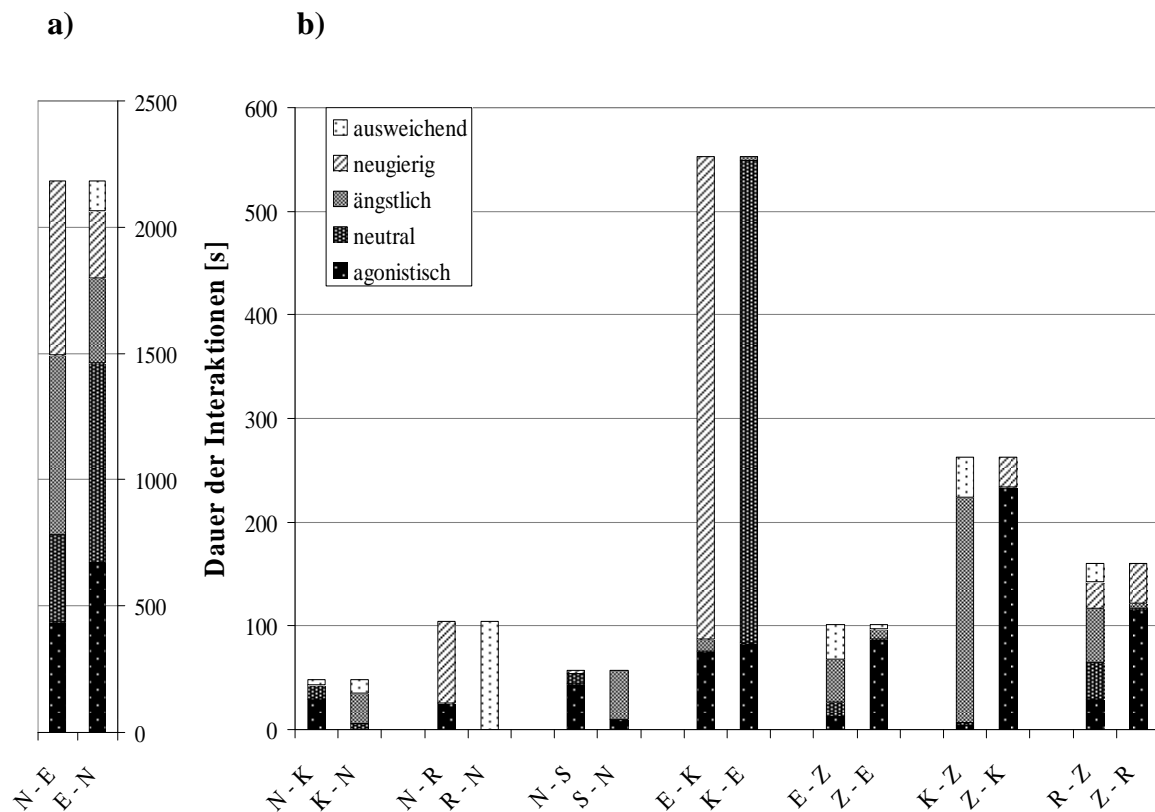 a)
b)
2500
2000
1500
1000
500
0
Dauer der Interaktionen [s]
600
500
400
300
200
100
0
ausweichend
neugierig
ängstlich
neutral
agonistisch
N - E
E - N
N - K
K - N
N - R
R - N
N - S
S - N
E - K
K - E
E - Z
Z - E
K - Z
Z - K
R - Z
Z - R